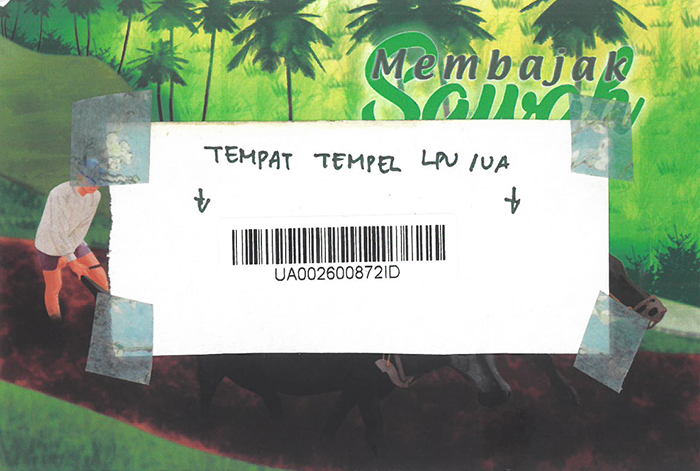 Membajak
Sawah
TEMPAT TEMPEL LPU/UA
UA002600872ID